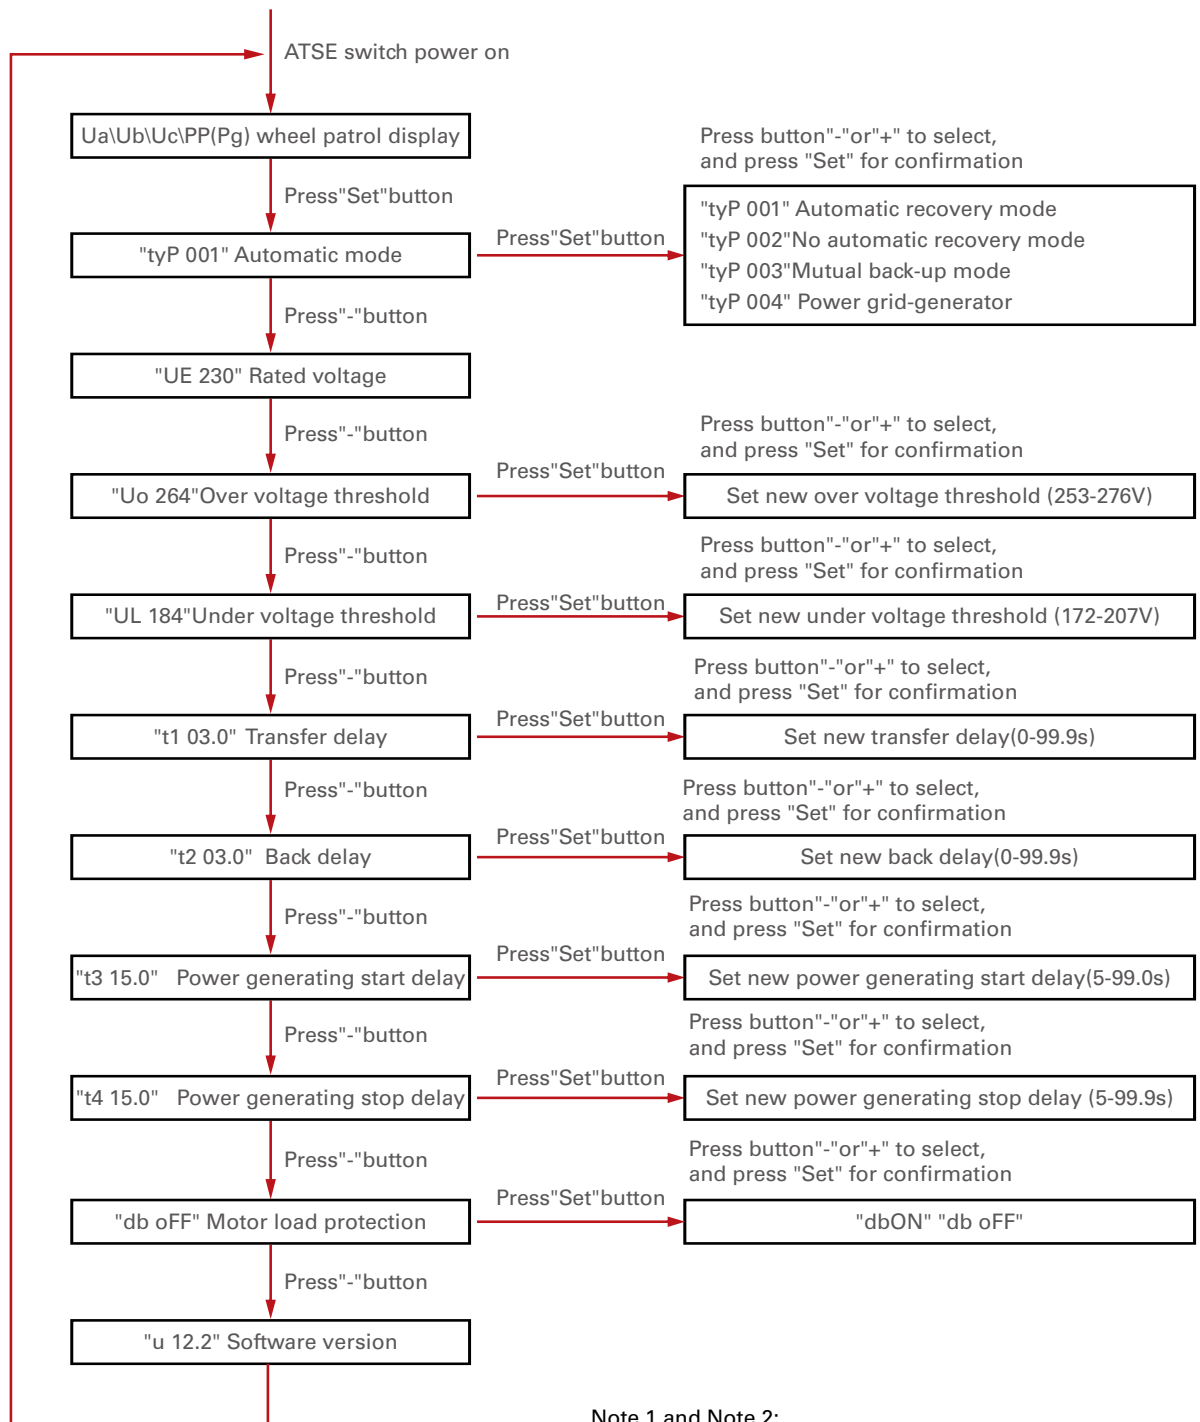 ATSE switch power on
Ua\Ub\Uc\PP(Pg) wheel patrol display
Press button"-"or"+" to select,
and press "Set" for confirmation
Press"Set"button
"tyP 001" Automatic mode
Press"Set"button
"tyP 001" Automatic recovery mode
"tyP 002"No automatic recovery mode
"tyP 003"Mutual back-up mode
"tyP 004" Power grid-generator
Press"-"button
"UE 230" Rated voltage
Press"-"button
Press button"-"or"+" to select,
and press "Set" for confirmation
"Uo 264"Over voltage threshold
Press"Set"button
Set new over voltage threshold (253-276V)
Press"-"button
Press button"-"or"+" to select,
and press "Set" for confirmation
"UL 184"Under voltage threshold
Press"Set"button
Set new under voltage threshold (172-207V)
Press"-"button
Press button"-"or"+" to select,
and press "Set" for confirmation
"t1 03.0" Transfer delay
Press"Set"button
Set new transfer delay(0-99.9s)
Press"-"button
Press button"-"or"+" to select,
and press "Set" for confirmation
"t2 03.0" Back delay
Press"Set"button
Set new back delay(0-99.9s)
Press"-"button
Press button"-"or"+" to select,
and press "Set" for confirmation
"t3 15.0" Power generating start delay
Press"Set"button
Set new power generating start delay(5-99.0s)
Press"-"button
Press button"-"or"+" to select,
and press "Set" for confirmation
"t4 15.0" Power generating stop delay
Press"Set"button
Set new power generating stop delay (5-99.9s)
Press"-"button
Press button"-"or"+" to select,
and press "Set" for confirmation
"db oFF" Motor load protection
Press"Set"button
"dbON" "db oFF"
Press"-"button
"u 12.2" Software version
Note 1 and Note 2: